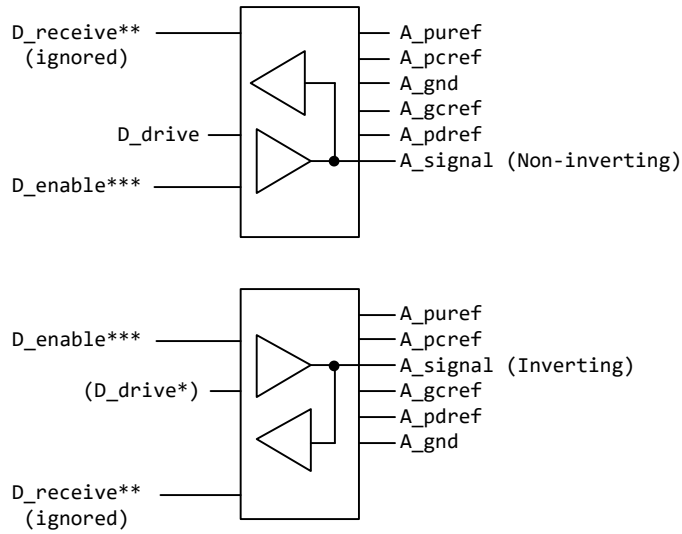 D_receive**
(ignored)
D_drive
D_enable***
A_puref
A_pcref
A_gnd
A_gcref
A_pdref
A_signal (Non-inverting)
D_enable***
(D_drive*)
D_receive**
(ignored)
A_puref
A_pcref
A_signal (Inverting)
A_gcref
A_pdref
A_gnd